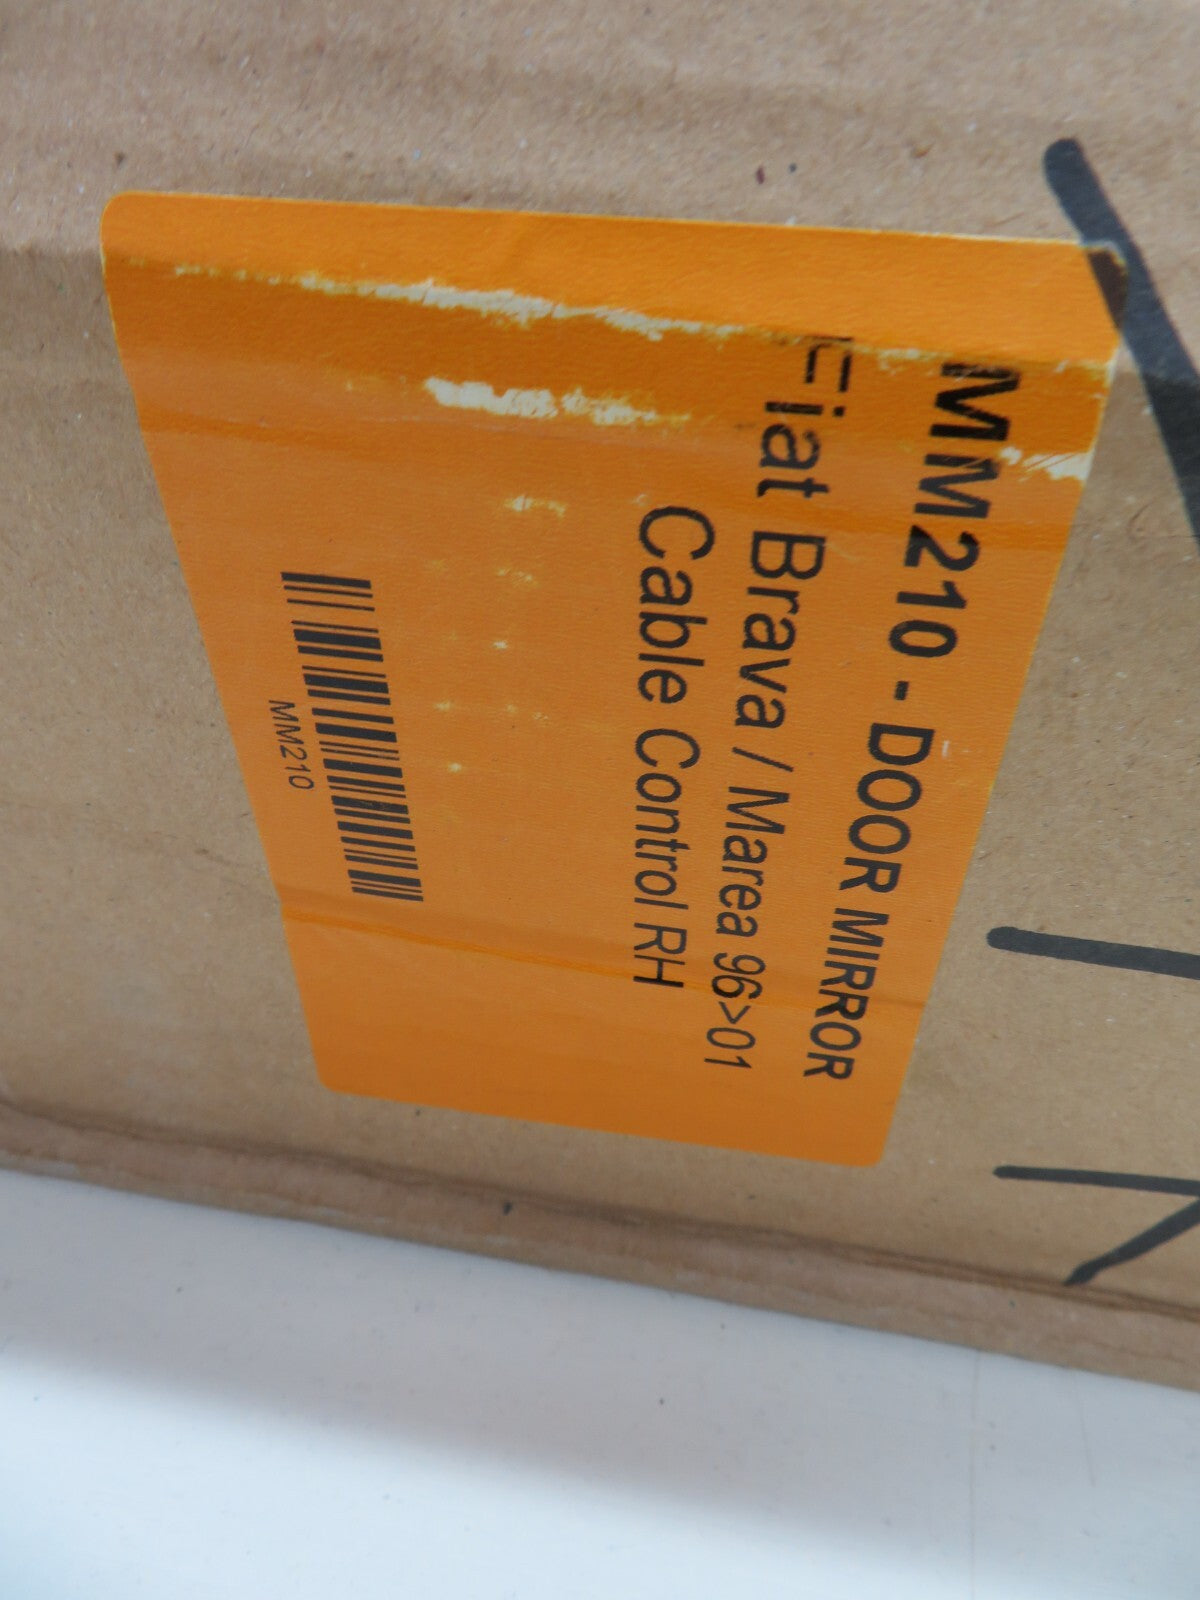 MM210 - DOOR MIRROR
Fiat Brava / Marea 96>01
Cable Control RH
MM210